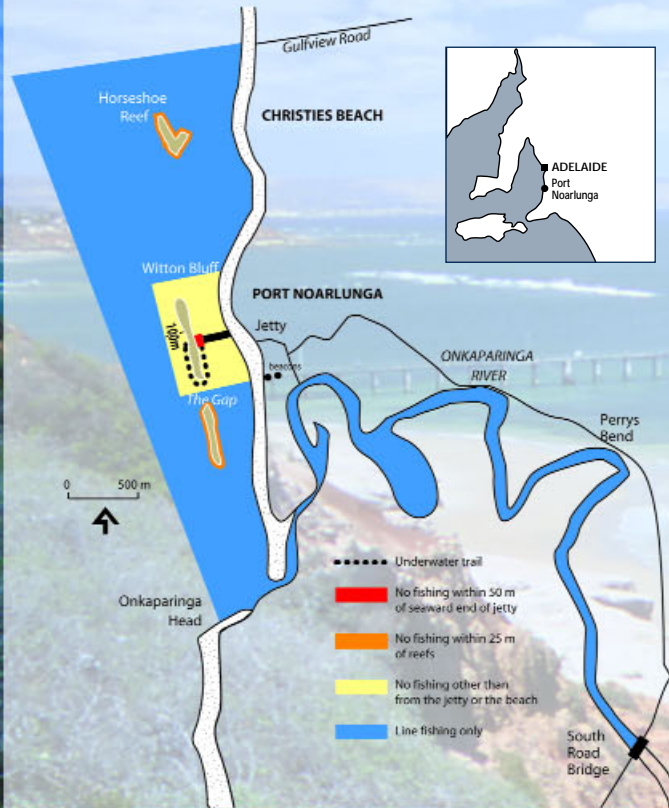 Gulfview Road
Horseshoe
Reef
CHRISTIES BEACH
ADELAIDE
Port
Noarlunga
Witton Bluff
PORT NOARLUNGA
Jetty
100m
beacons
ONKAPARINGA
RIVER
The Gap
Perrys
Bend
0 500 m
Underwater trail
Onkaparinga
Head
No fishing within 50 m
of seaward end of jetty
No fishing within 25 m
of reefs
No fishing other than
from the jetty or the beach
Line fishing only
South
Road
Bridge